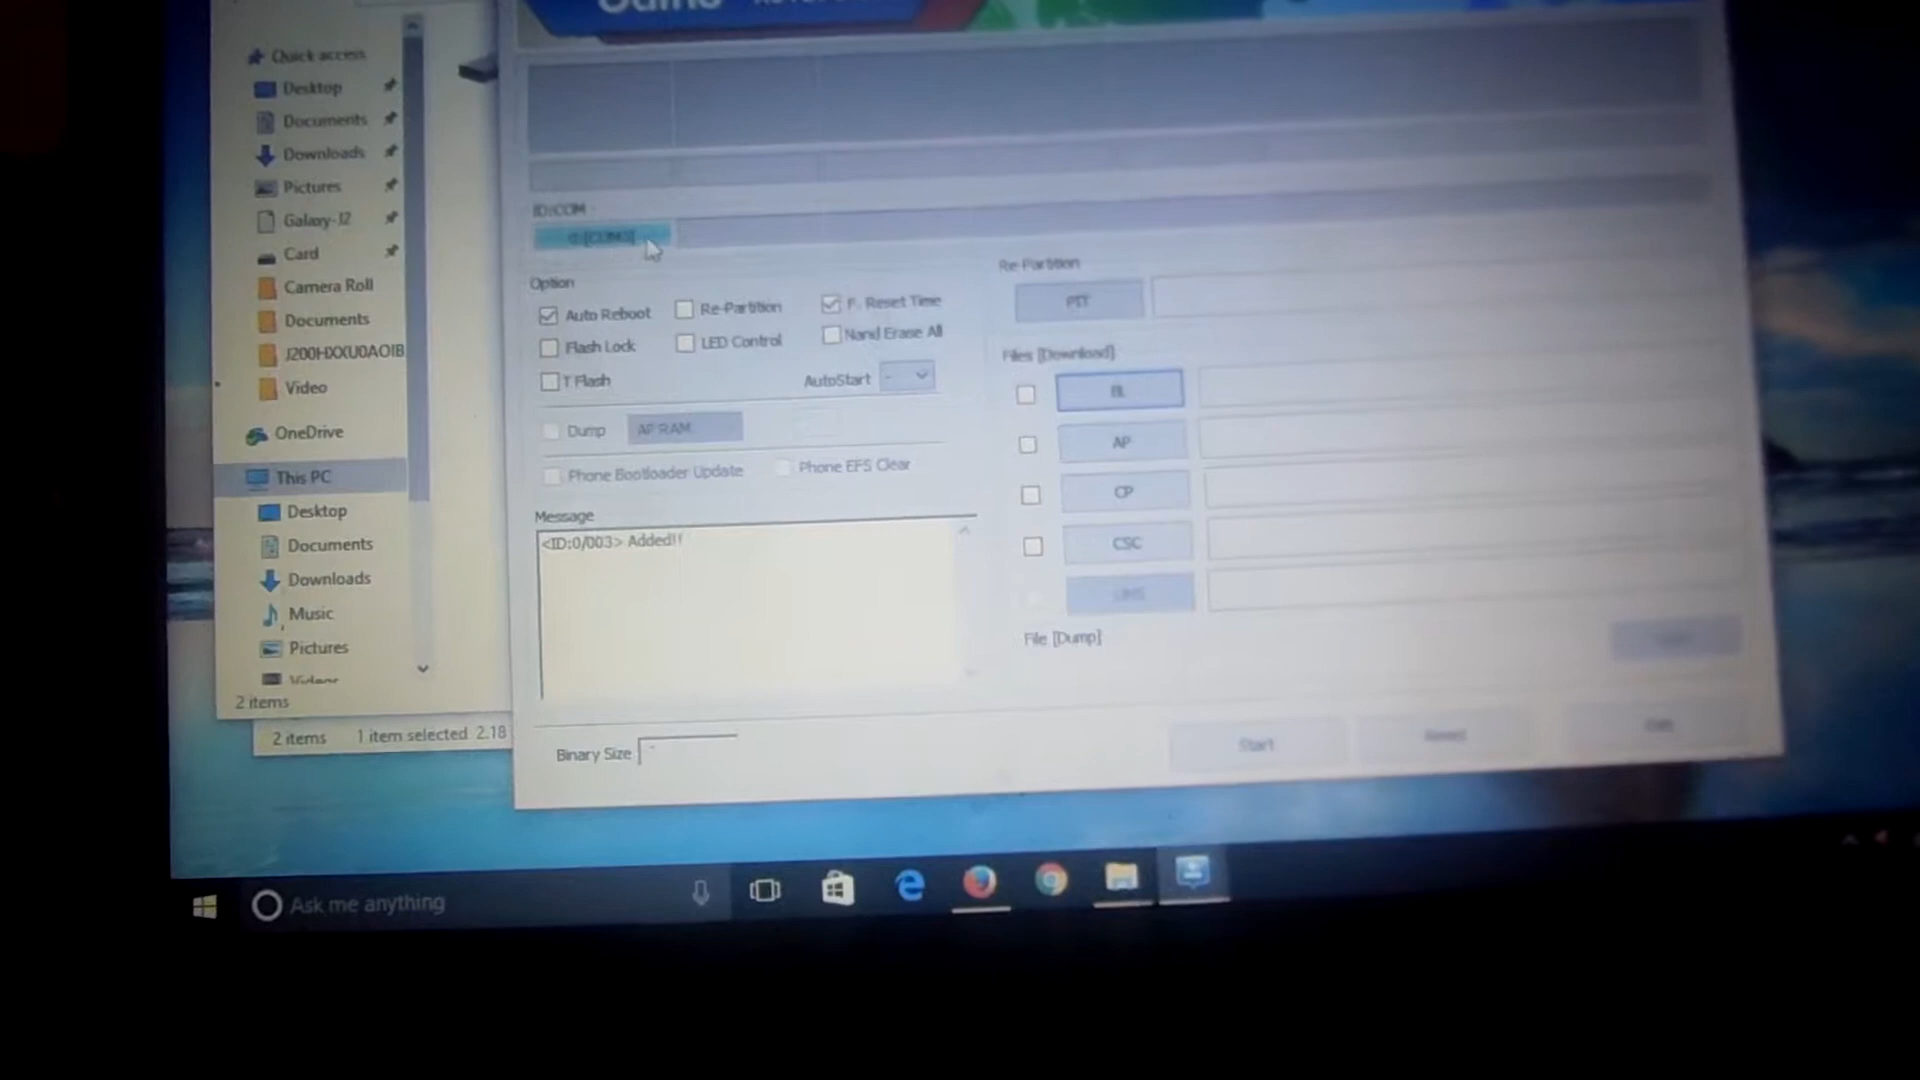 Quick access
Desktop
Documents
Downloads
Pictures
Galaxy-J2
Card
Camera Roll
Documents
J200HXXU0AOIB
Video
OneDrive
This PC
Desktop
Documents
Downloads
Music
Pictures
Videos
2 items
2 items 1 item selected 2.18
Odin3
ID:COM
0:[COM3]
Option
Auto Reboot
Re-Partition
F. Reset Time
Flash Lock
LED Control
Nand Erase All
T Flash
AutoStart -
Dump
AP RAM
Phone Bootloader Update
Phone EFS Clear
Message
<ID:0/003> Added!!
Binary Size -
Re-Partition
PIT
Files [Download]
BL
AP
CP
CSC
UMS
File [Dump]
Start
Reset
Exit
Ask me anything